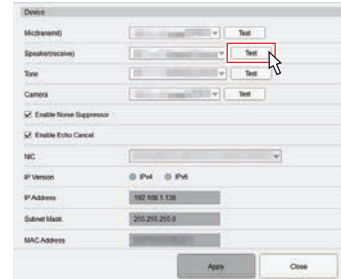 Device
Mic(transmit) Test
Speaker(receive) Test
Tone Test
Camera Test
Enable Noise Suppressor
Enable Echo Cancel
NIC
IP Version IPv4 IPv6
IP Address 192.168.1.136
Subnet Mask 255.255.255.0
MAC Address
Apply Close